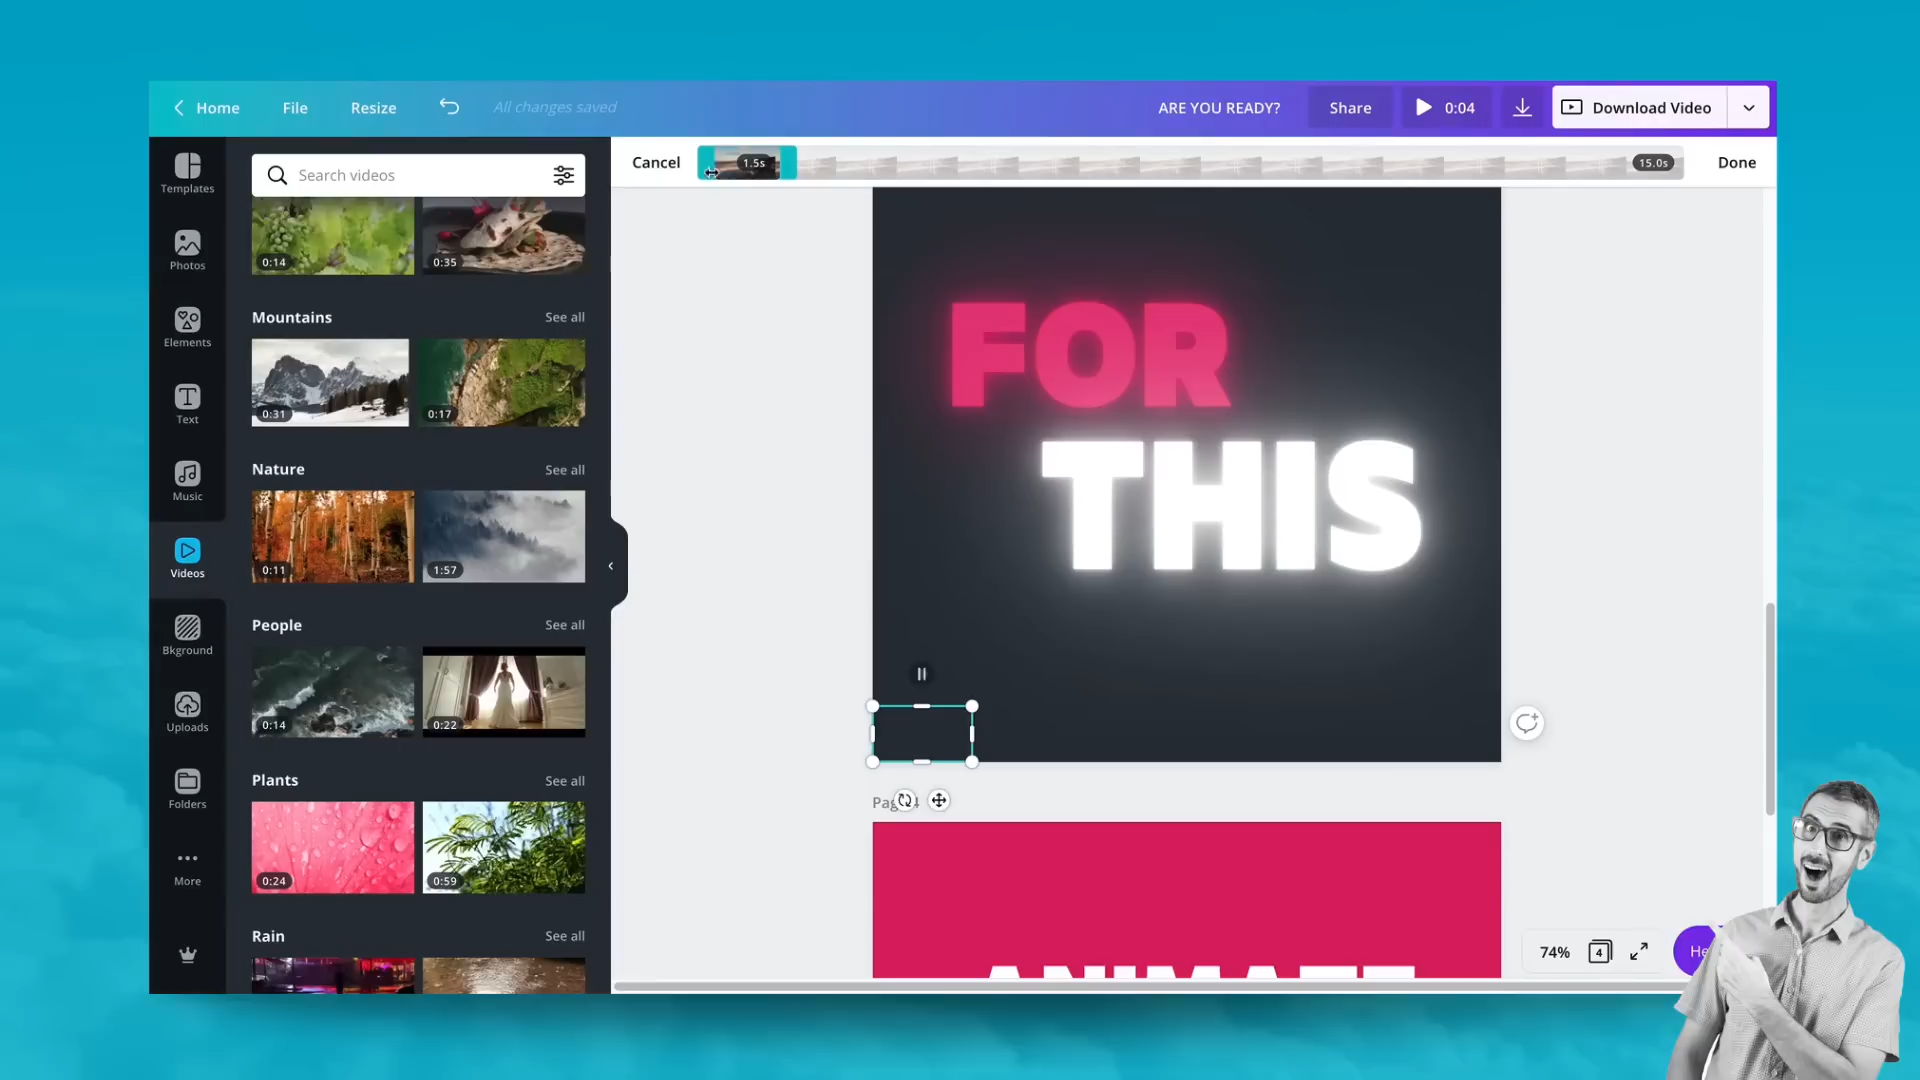 Home File Resize All changes saved ARE YOU READY? Share 0:04 Download Video
Cancel 1.5s 15.0s Done
Templates
Photos
Elements
Text
Music
Videos
Bkground
Uploads
Folders
More
Search videos
0:14 0:35
Mountains See all
0:31 0:17
Nature See all
0:11 1:57
People See all
0:14 0:22
Plants See all
0:24 0:59
Rain See all
FOR
THIS
ANIMATE
74% 4